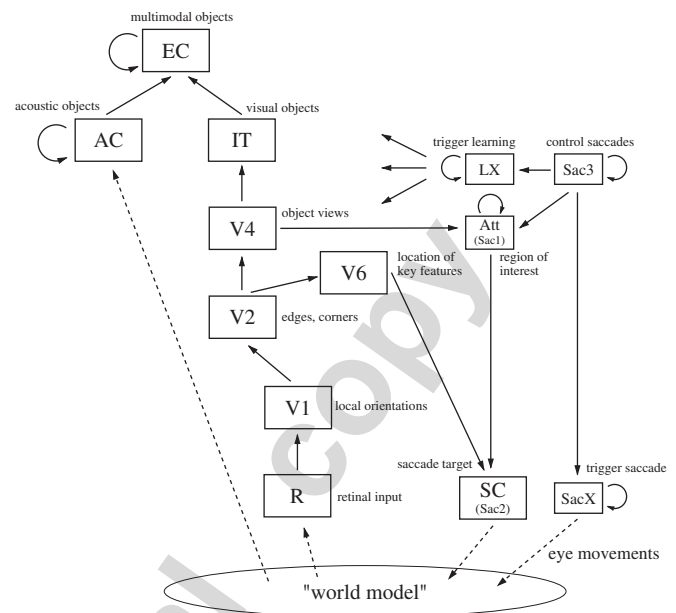 multimodal objects
EC
acoustic objects
visual objects
AC
IT
trigger learning
control saccades
LX
Sac3
V4
object views
Att
(Sac1)
location of
key features
region of
interest
V6
V2
edges, corners
V1
local orientations
saccade target
trigger saccade
R
retinal input
SC
(Sac2)
SacX
eye movements
"world model"
copy